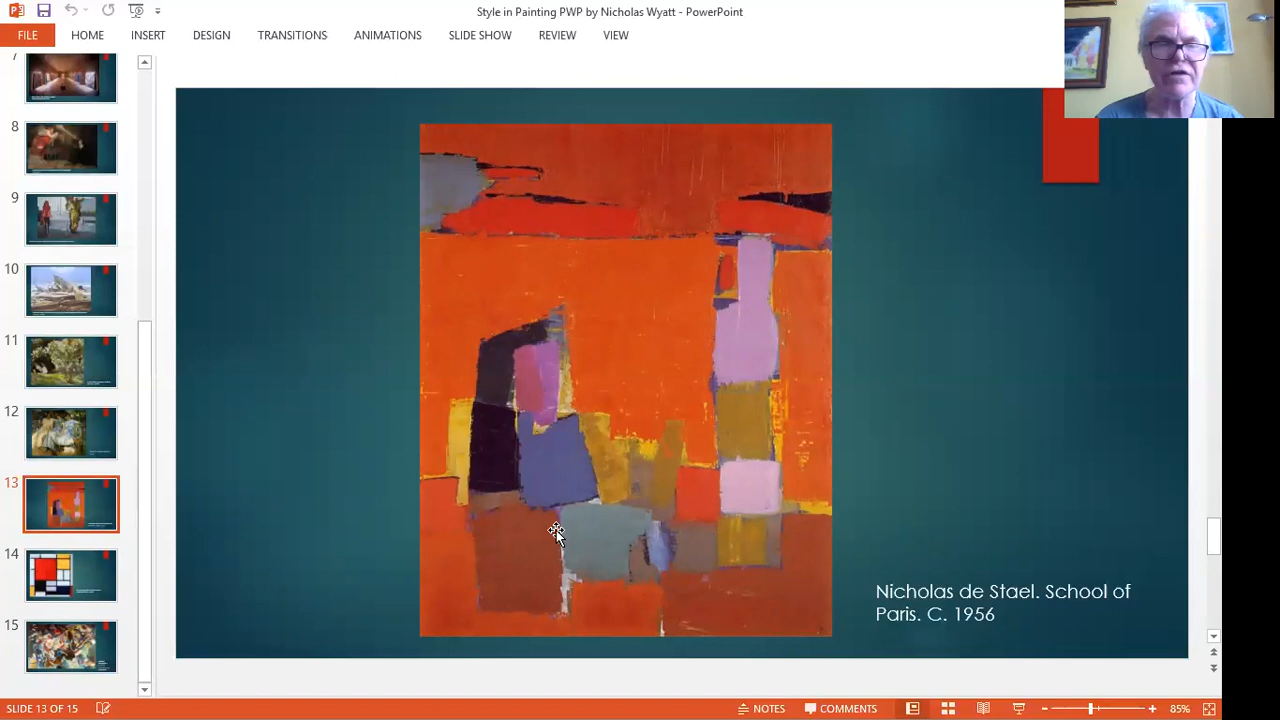 Style in Painting PWP by Nicholas Wyatt - PowerPoint
FILE HOME INSERT DESIGN TRANSITIONS ANIMATIONS SLIDE SHOW REVIEW VIEW
7
8
9
10
11
12
13
14
15
Nicholas de Stael. School of
Paris. C. 1956
SLIDE 13 OF 15 NOTES COMMENTS 85%